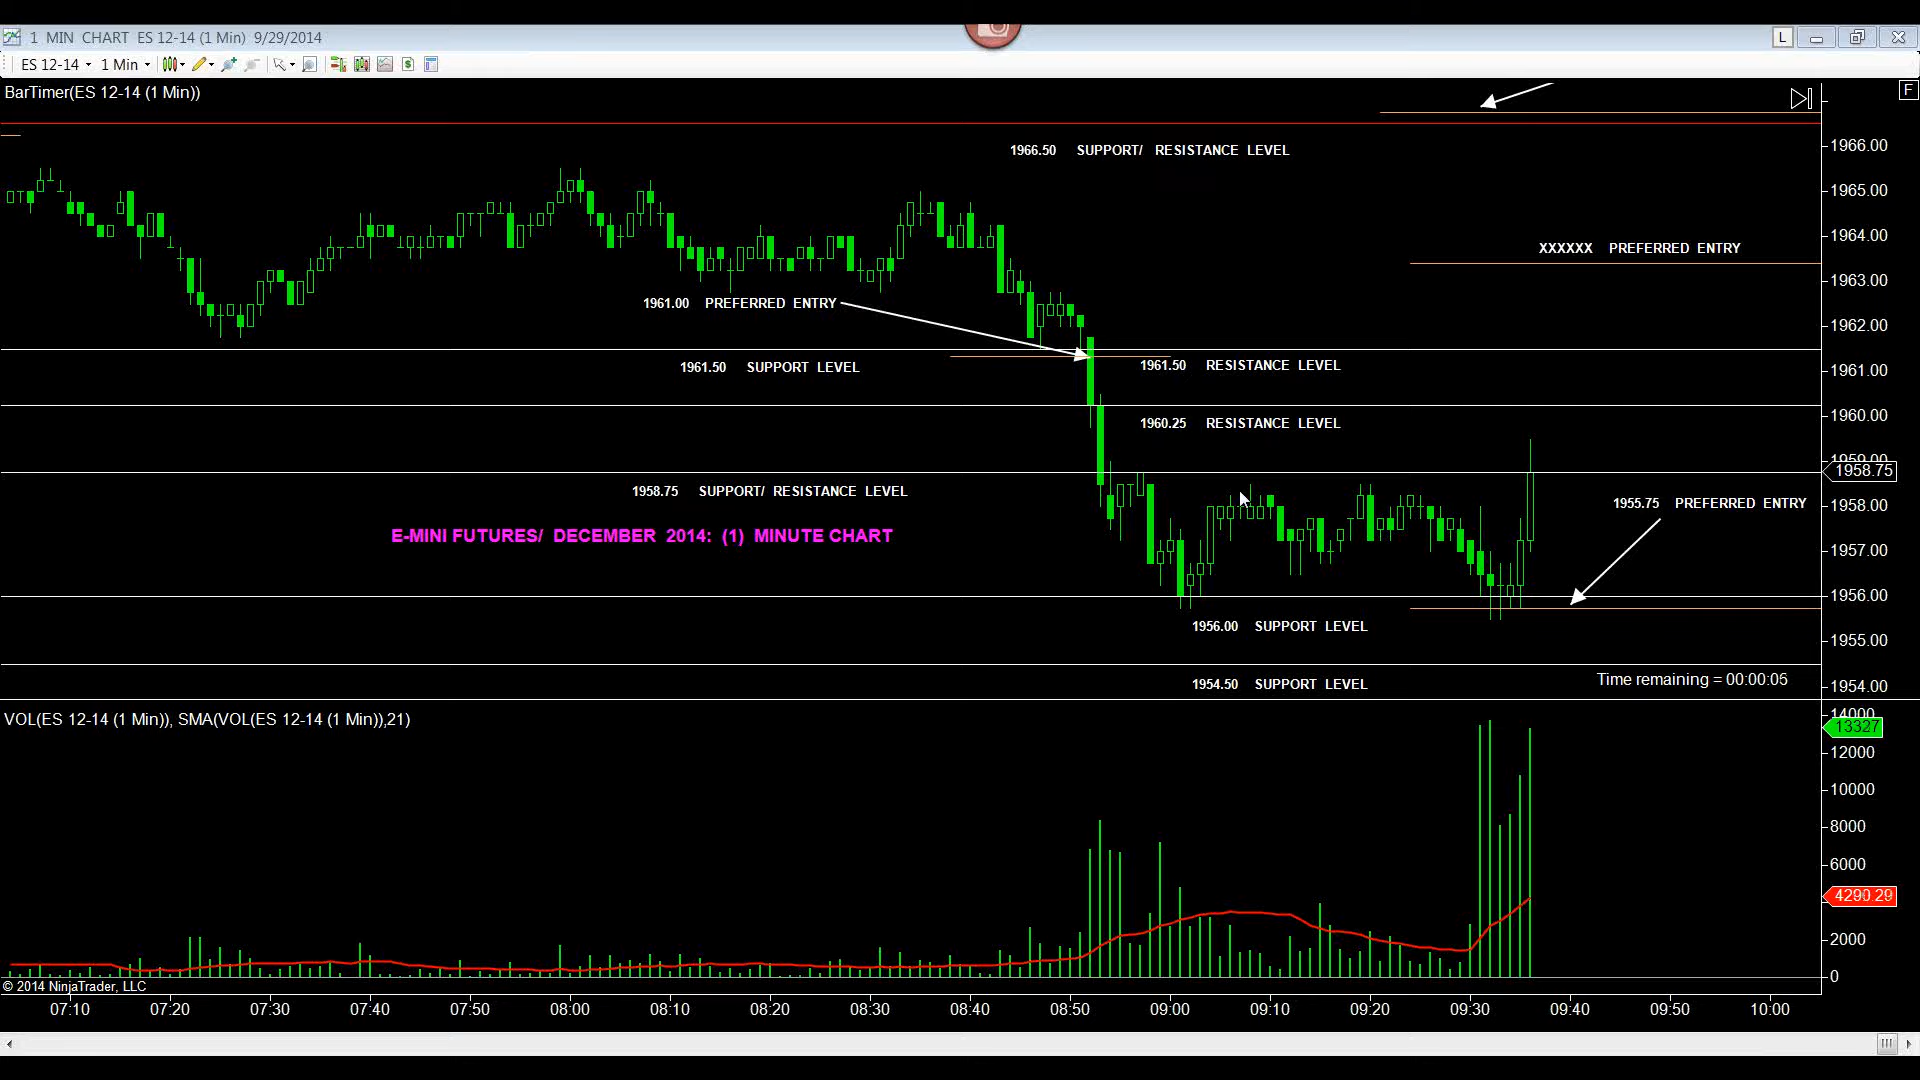 1 MIN CHART ES 12-14 (1 Min) 9/29/2014
L
ES 12-14 1 Min
BarTimer(ES 12-14 (1 Min))
F
1966.50 SUPPORT/ RESISTANCE LEVEL
1966.00
1965.00
1964.00
XXXXXX PREFERRED ENTRY
1963.00
1961.00 PREFERRED ENTRY
1962.00
1961.50 SUPPORT LEVEL
1961.50 RESISTANCE LEVEL
1961.00
1960.00
1960.25 RESISTANCE LEVEL
1959.00
1958.75
1958.75 SUPPORT/ RESISTANCE LEVEL
1955.75 PREFERRED ENTRY
1958.00
E-MINI FUTURES/ DECEMBER 2014: (1) MINUTE CHART
1957.00
1956.00
1956.00 SUPPORT LEVEL
1955.00
1954.50 SUPPORT LEVEL
Time remaining = 00:00:05
1954.00
VOL(ES 12-14 (1 Min)), SMA(VOL(ES 12-14 (1 Min)),21)
14000
13327
12000
10000
8000
6000
4290.29
2000
0
© 2014 NinjaTrader, LLC
07:10 07:20 07:30 07:40 07:50 08:00 08:10 08:20 08:30 08:40 08:50 09:00 09:10 09:20 09:30 09:40 09:50 10:00